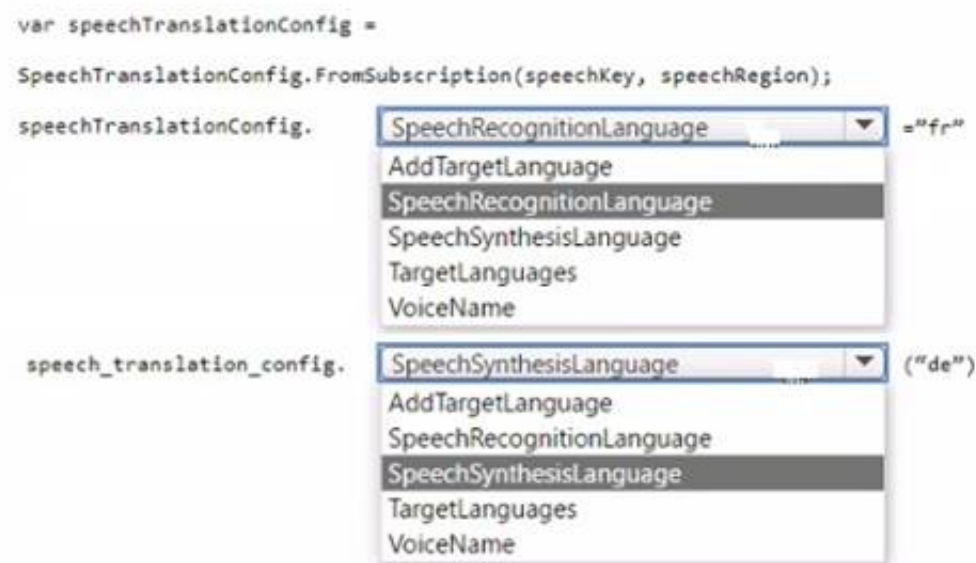 var speechTranslationConfig =
SpeechTranslationConfig.FromSubscription(speechKey, speechRegion);
speechTranslationConfig. SpeechRecognitionLanguage ="fr"
AddTargetLanguage
SpeechRecognitionLanguage
SpeechSynthesisLanguage
TargetLanguages
VoiceName
speech_translation_config. SpeechSynthesisLanguage ("de")
AddTargetLanguage
SpeechRecognitionLanguage
SpeechSynthesisLanguage
TargetLanguages
VoiceName